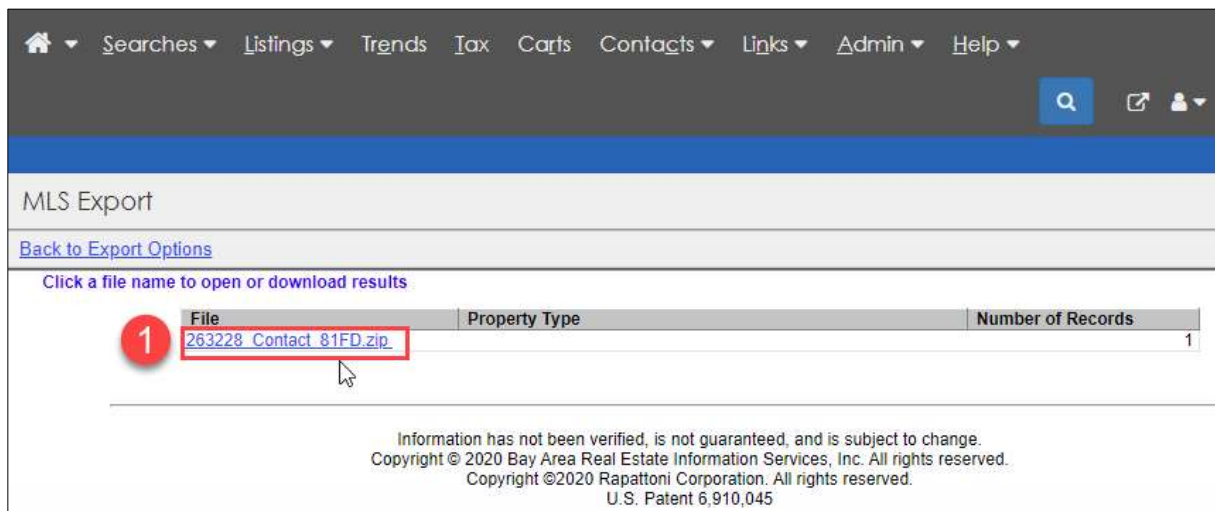 Searches Listings Trends Tax Carts Contacts Links Admin Help
MLS Export
Back to Export Options
Click a file name to open or download results
File Property Type Number of Records
1 263228_Contact_81FD.zip 1
Information has not been verified, is not guaranteed, and is subject to change.
Copyright © 2020 Bay Area Real Estate Information Services, Inc. All rights reserved.
Copyright ©2020 Rapattoni Corporation. All rights reserved.
U.S. Patent 6,910,045